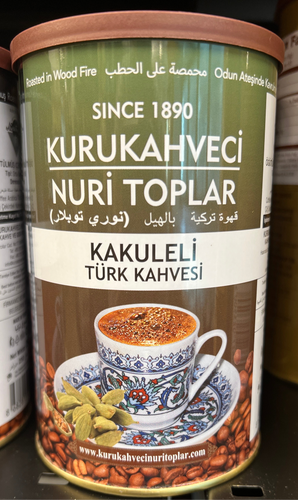 Roasted in Wood Fire محمصة على الحطب Odun Ateşinde
SINCE 1890
KURUKAHVECİ
NURİ TOPLAR
قهوة تركية بالهيل (نوري توبلار)
KAKULELİ
TÜRK KAHVESİ
www.kurukahvecinuritoplar.com